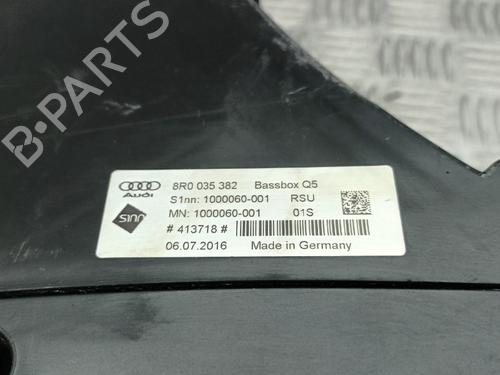 B-PARTS
8R0 035 382 Bassbox Q5
Audi
S1nn: 1000060-001 RSU
S1nn
MN: 1000060-001 01S
# 413718 #
06.07.2016 Made in Germany